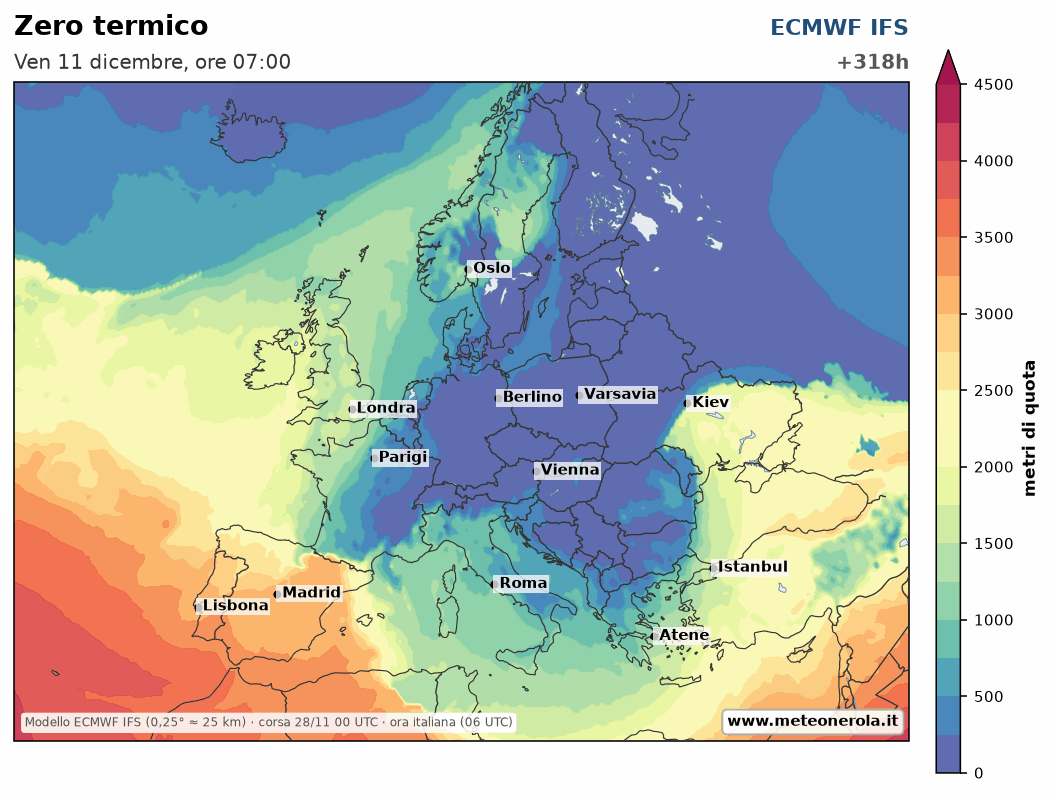 Zero termico
ECMWF IFS
Ven 11 dicembre, ore 07:00
+318h
4500
4000
3500
3000
2500
2000
1500
1000
500
0
metri di quota
Oslo
Berlino
Varsavia
Kiev
Londra
Parigi
Vienna
Istanbul
Roma
Madrid
Lisbona
Atene
Modello ECMWF IFS (0,25° ≈ 25 km) · corsa 28/11 00 UTC · ora italiana (06 UTC)
www.meteonerola.it